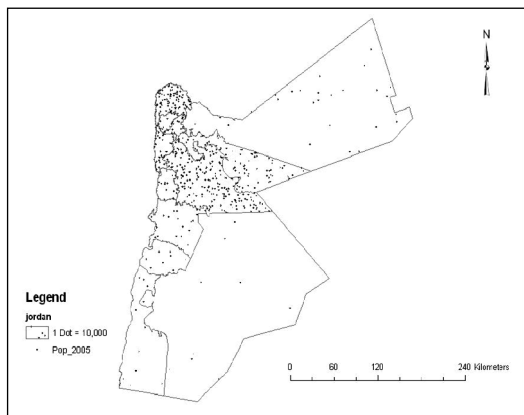 N
Legend
jordan
1 Dot = 10,000
Pop_2005
0 60 120 240 Kilometers